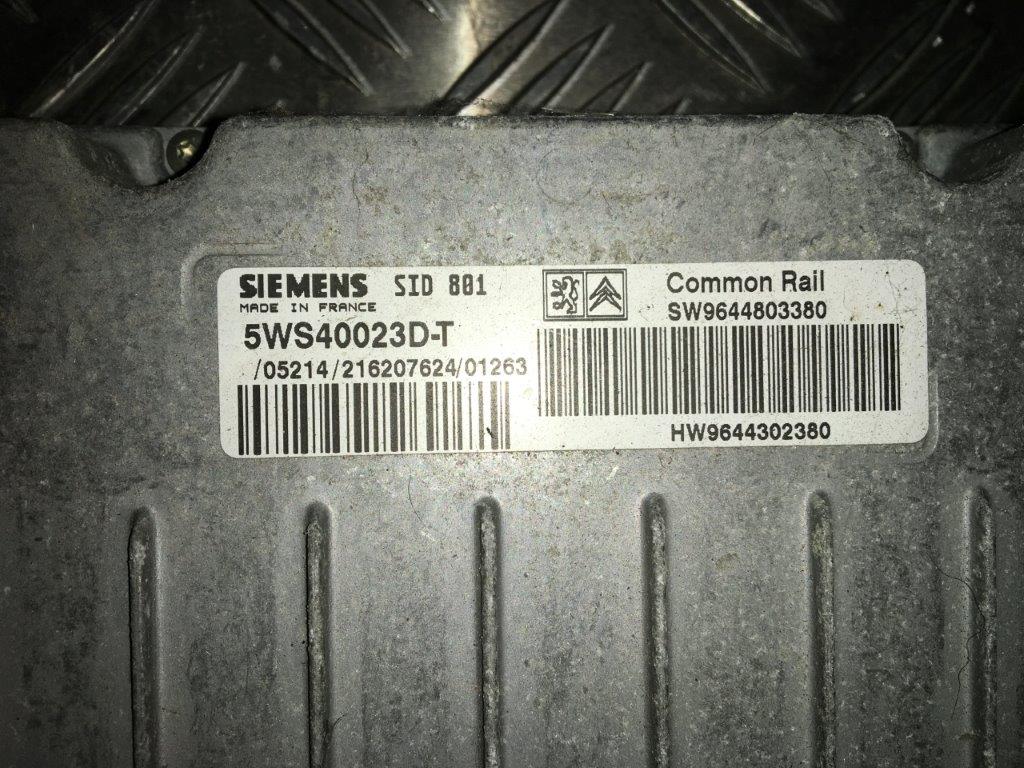 SIEMENS SID 801
MADE IN FRANCE
5WS40023D-T
/05214/216207624/01263
Common Rail
SW9644803380
HW9644302380